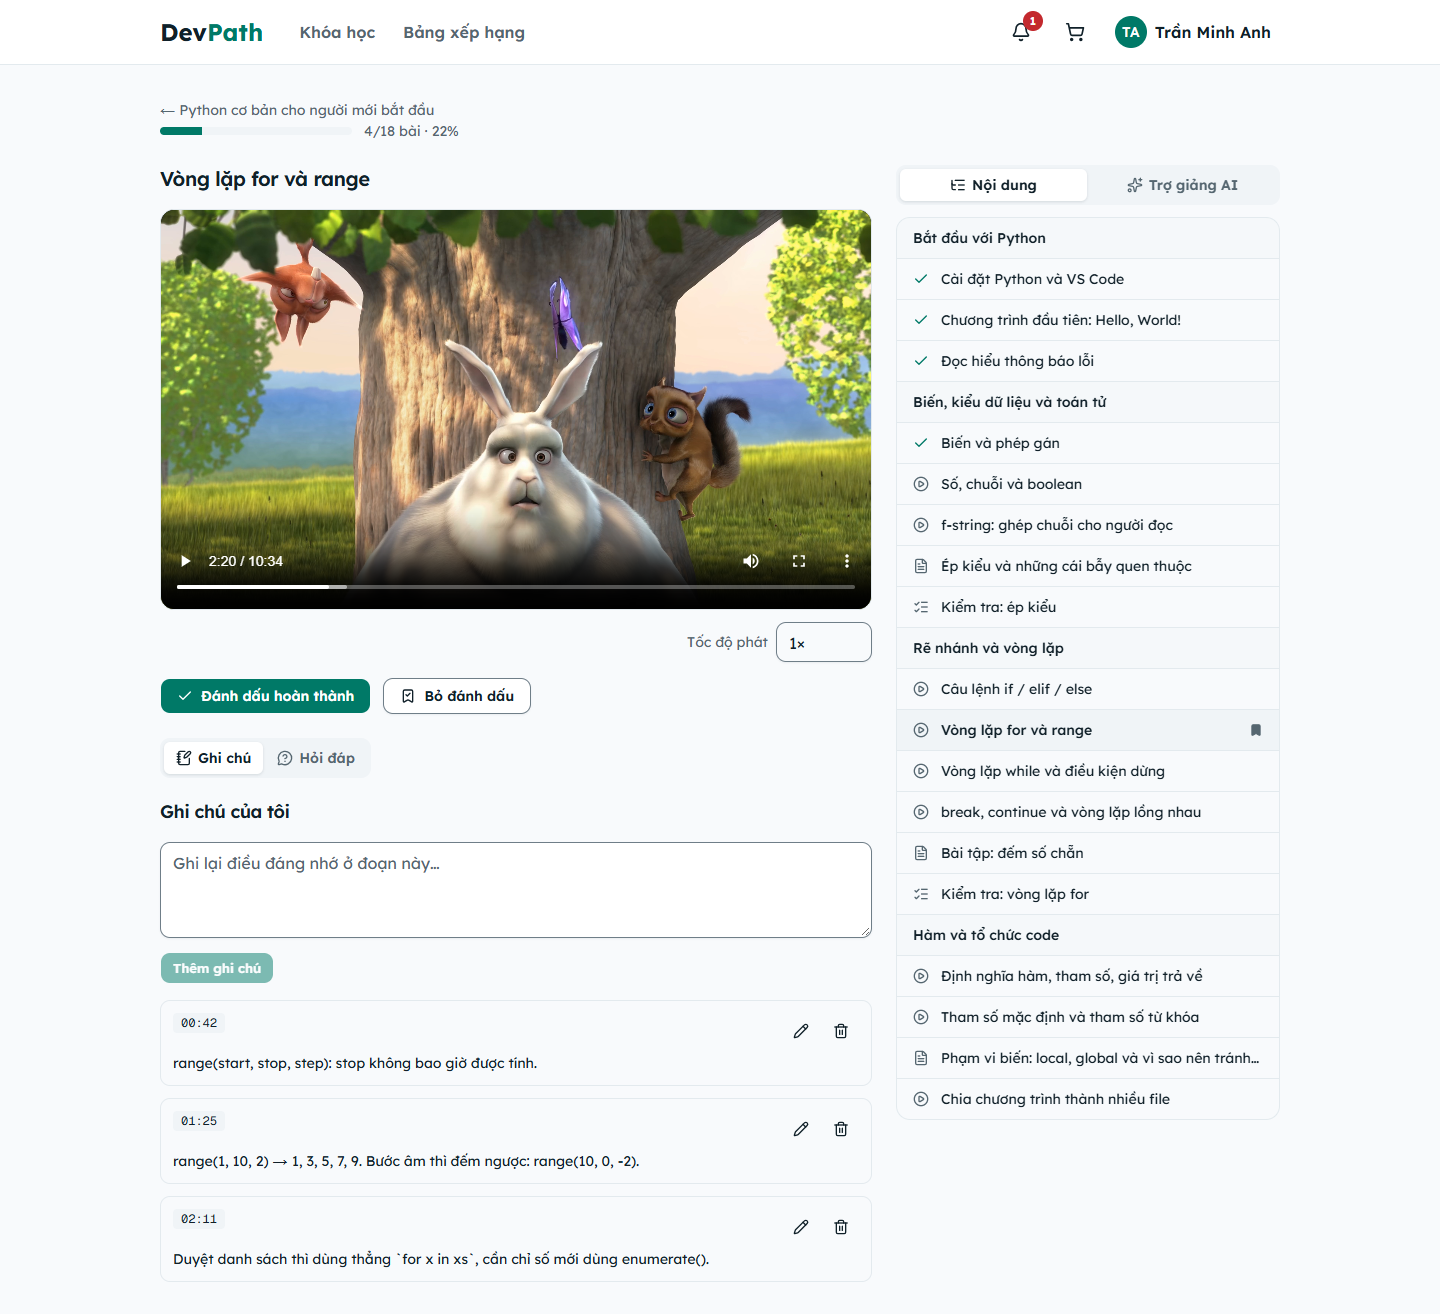 DevPath
Khóa học
Bảng xếp hạng
1
TA
Trần Minh Anh
← Python cơ bản cho người mới bắt đầu
4/18 bài · 22%
Vòng lặp for và range
2:20 / 10:34
Tốc độ phát
1×
Đánh dấu hoàn thành
Bỏ đánh dấu
Ghi chú
Hỏi đáp
Ghi chú của tôi
Ghi lại điều đáng nhớ ở đoạn này…
Thêm ghi chú
00:42
range(start, stop, step): stop không bao giờ được tính.
01:25
range(1, 10, 2) → 1, 3, 5, 7, 9. Bước âm thì đếm ngược: range(10, 0, -2).
02:11
Duyệt danh sách thì dùng thẳng `for x in xs`, cần chỉ số mới dùng enumerate().
Nội dung
Trợ giảng AI
Bắt đầu với Python
Cài đặt Python và VS Code
Chương trình đầu tiên: Hello, World!
Đọc hiểu thông báo lỗi
Biến, kiểu dữ liệu và toán tử
Biến và phép gán
Số, chuỗi và boolean
f-string: ghép chuỗi cho người đọc
Ép kiểu và những cái bẫy quen thuộc
Kiểm tra: ép kiểu
Rẽ nhánh và vòng lặp
Câu lệnh if / elif / else
Vòng lặp for và range
Vòng lặp while và điều kiện dừng
break, continue và vòng lặp lồng nhau
Bài tập: đếm số chẵn
Kiểm tra: vòng lặp for
Hàm và tổ chức code
Định nghĩa hàm, tham số, giá trị trả về
Tham số mặc định và tham số từ khóa
Phạm vi biến: local, global và vì sao nên tránh…
Chia chương trình thành nhiều file